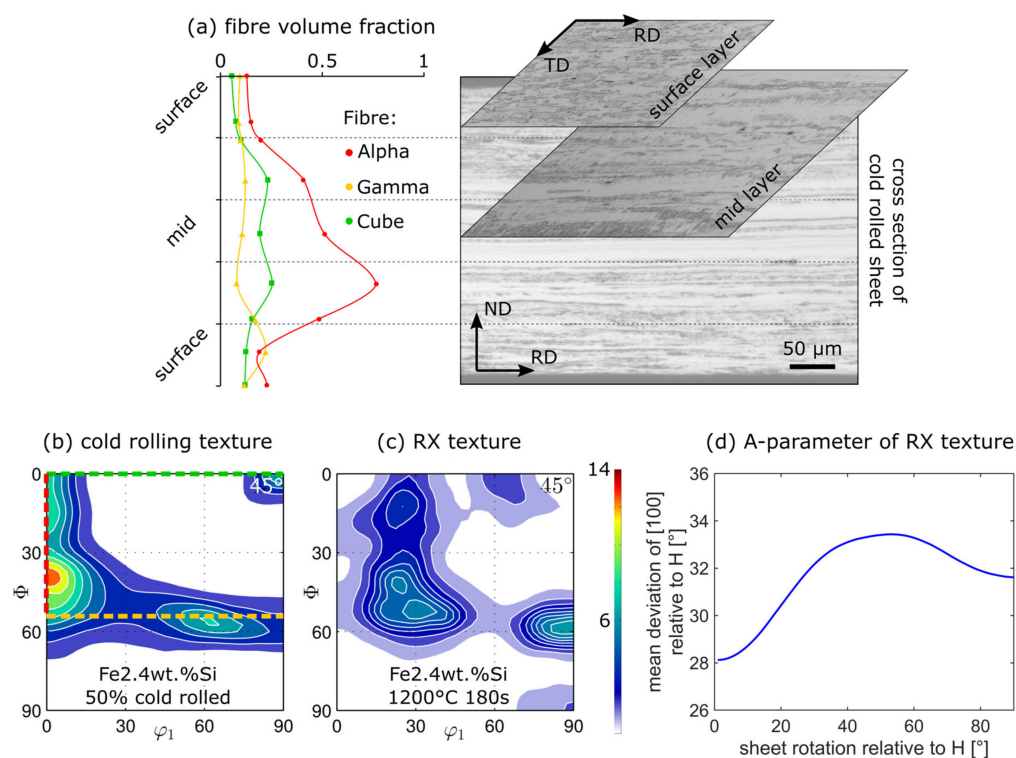 (a) fibre volume fraction
0 0.5 1
surface
mid
surface
Fibre:
Alpha
Gamma
Cube
RD
TD
surface layer
mid layer
cross section of
cold rolled sheet
ND
RD
50 µm
(b) cold rolling texture
0
30
60
90
Φ
45°
Fe2.4wt.%Si
50% cold rolled
0 30 60 90
φ₁
(c) RX texture
45°
Fe2.4wt.%Si
1200°C 180s
0 30 60 90
φ₁
0
30
60
90
14
6
(d) A-parameter of RX texture
mean deviation of [100]
relative to H [°]
36
34
32
30
28
26
0 20 40 60 80
sheet rotation relative to H [°]